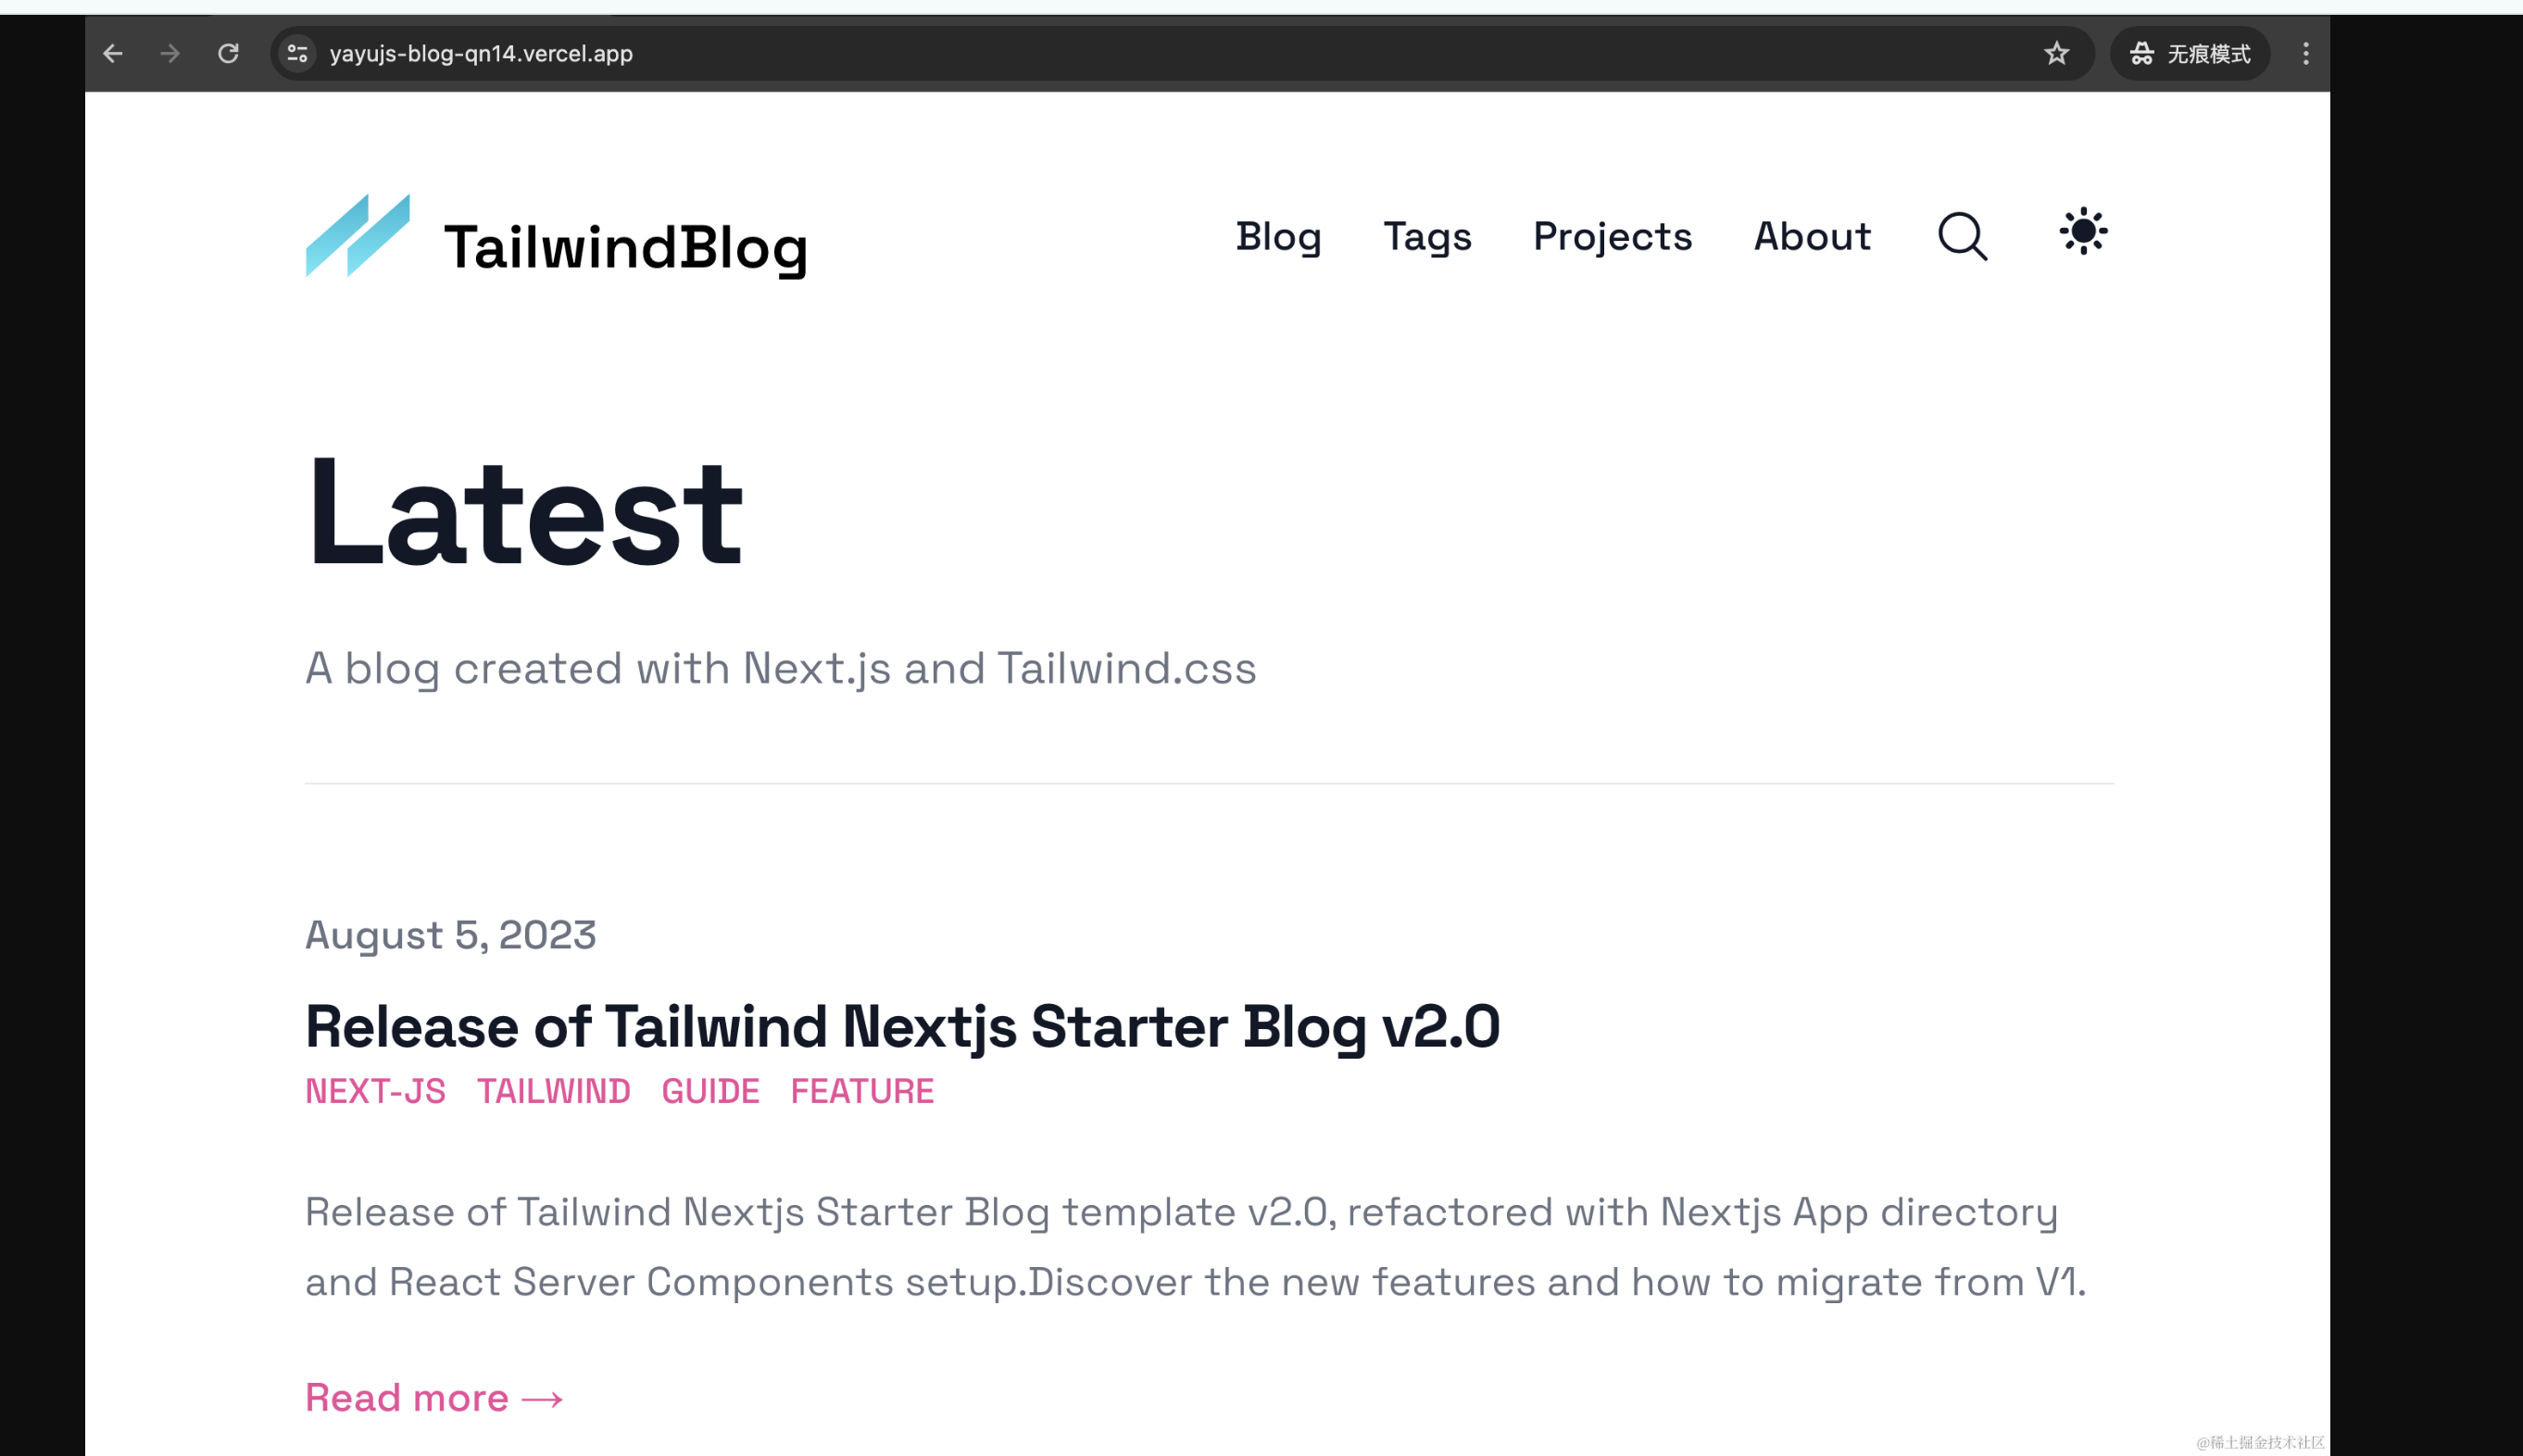 yayujs-blog-qn14.vercel.app
无痕模式
TailwindBlog
Blog Tags Projects About
Latest
A blog created with Next.js and Tailwind.css
August 5, 2023
Release of Tailwind Nextjs Starter Blog v2.0
NEXT-JS TAILWIND GUIDE FEATURE
Release of Tailwind Nextjs Starter Blog template v2.0, refactored with Nextjs App directory
and React Server Components setup.Discover the new features and how to migrate from V1.
Read more →
@稀土掘金技术社区